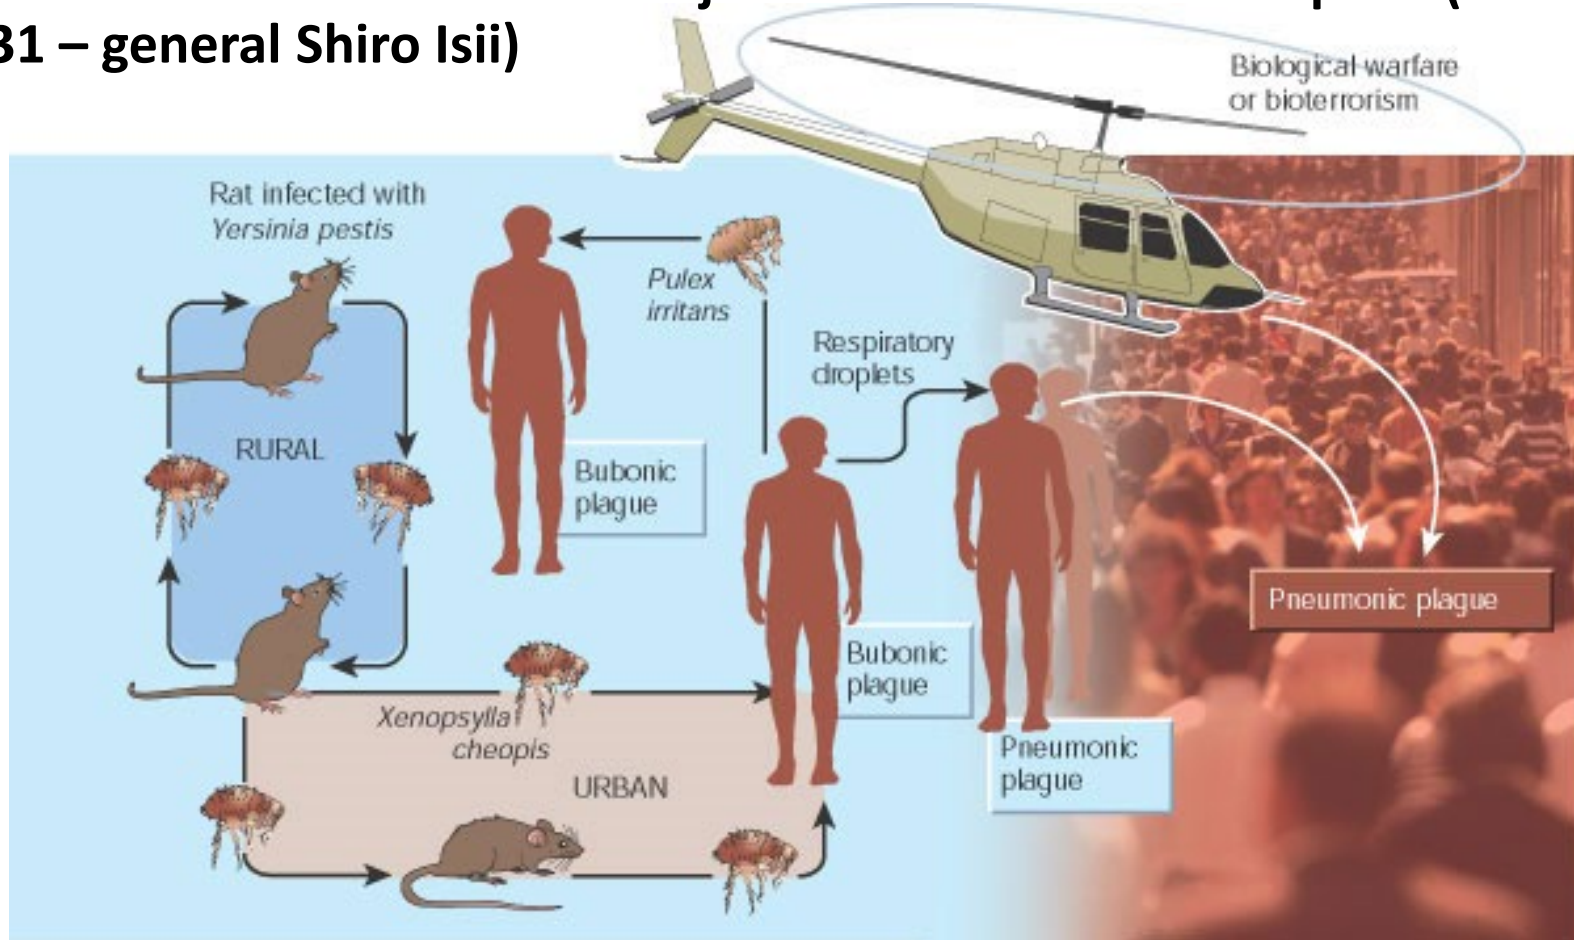 31 – general Shiro Isii)
Biological warfare
or bioterrorism
Rat infected with
Yersinia pestis
Pulex
irritans
Respiratory
droplets
RURAL
Bubonic
plague
Bubonic
plague
Pneumonic plague
Xenopsylla
cheopis
Pneumonic
plague
URBAN